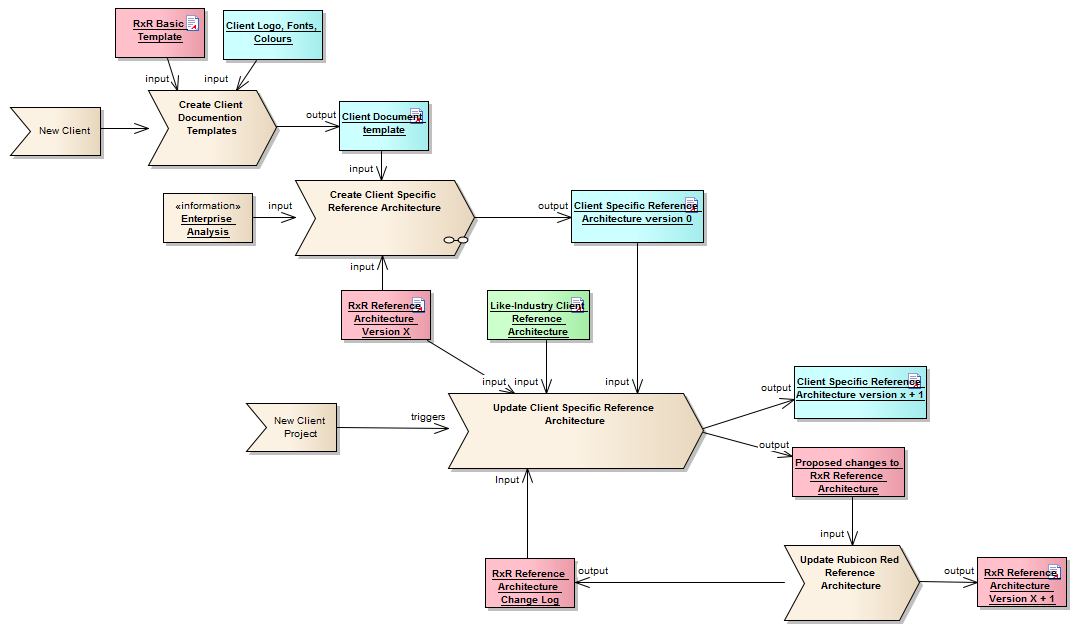 RxR Basic
Template
Client Logo, Fonts,
Colours
input
input
New Client
Create Client
Documention
Templates
output
Client Document
template
input
«information»
Enterprise
Analysis
input
Create Client Specific
Reference Architecture
output
Client Specific Reference
Architecture version 0
input
RxR Reference
Architecture
Version X
Like-Industry Client
Reference
Architecture
input
input
input
New Client
Project
triggers
Update Client Specific Reference
Architecture
output
Client Specific Reference
Architecture version x + 1
output
Proposed changes to
RxR Reference
Architecture
Input
input
RxR Reference
Architecture
Change Log
output
Update Rubicon Red
Reference
Architecture
output
RxR Reference
Architecture
Version X + 1